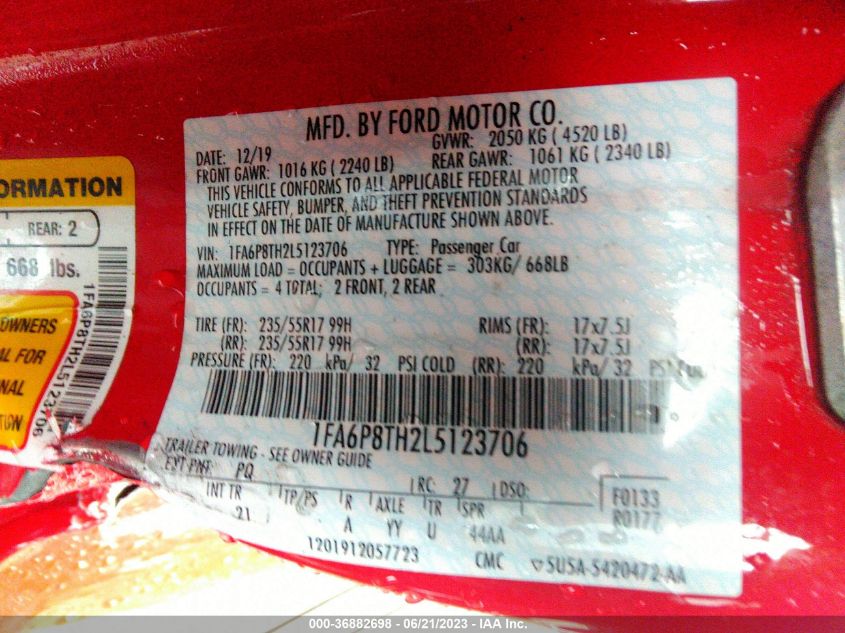 ORMATION
REAR: 2
668 lbs.
OWNERS
AL FOR
NAL
TION
1FA6P8TH2L5123706
MFD. BY FORD MOTOR CO.
DATE: 12/19 GVWR: 2050 KG ( 4520 LB)
FRONT GAWR: 1016 KG ( 2240 LB) REAR GAWR: 1061 KG ( 2340 LB)
THIS VEHICLE CONFORMS TO ALL APPLICABLE FEDERAL MOTOR
VEHICLE SAFETY, BUMPER, AND THEFT PREVENTION STANDARDS
IN EFFECT ON THE DATE OF MANUFACTURE SHOWN ABOVE.
VIN: 1FA6P8TH2L5123706 TYPE: Passenger Car
MAXIMUM LOAD = OCCUPANTS + LUGGAGE = 303KG/ 668LB
OCCUPANTS = 4 TOTAL; 2 FRONT, 2 REAR
TIRE (FR): 235/55R17 99H RIMS (FR): 17x7.5J
(RR): 235/55R17 99H (RR): 17x7.5J
PRESSURE (FR): 220 kPa/ 32 PSI COLD (RR): 220 kPa/ 32 PSI
1FA6P8TH2L5123706
TRAILER TOWING - SEE OWNER GUIDE
EXT PNT: PQ RC: 27 DSO: F0133
INT TR TP/PS R AXLE TR SPR R0177
21 A YY U 44AA
1201912057723 CMC 5U5A-5420472-AA
000-36882698 - 06/21/2023 - IAA Inc.